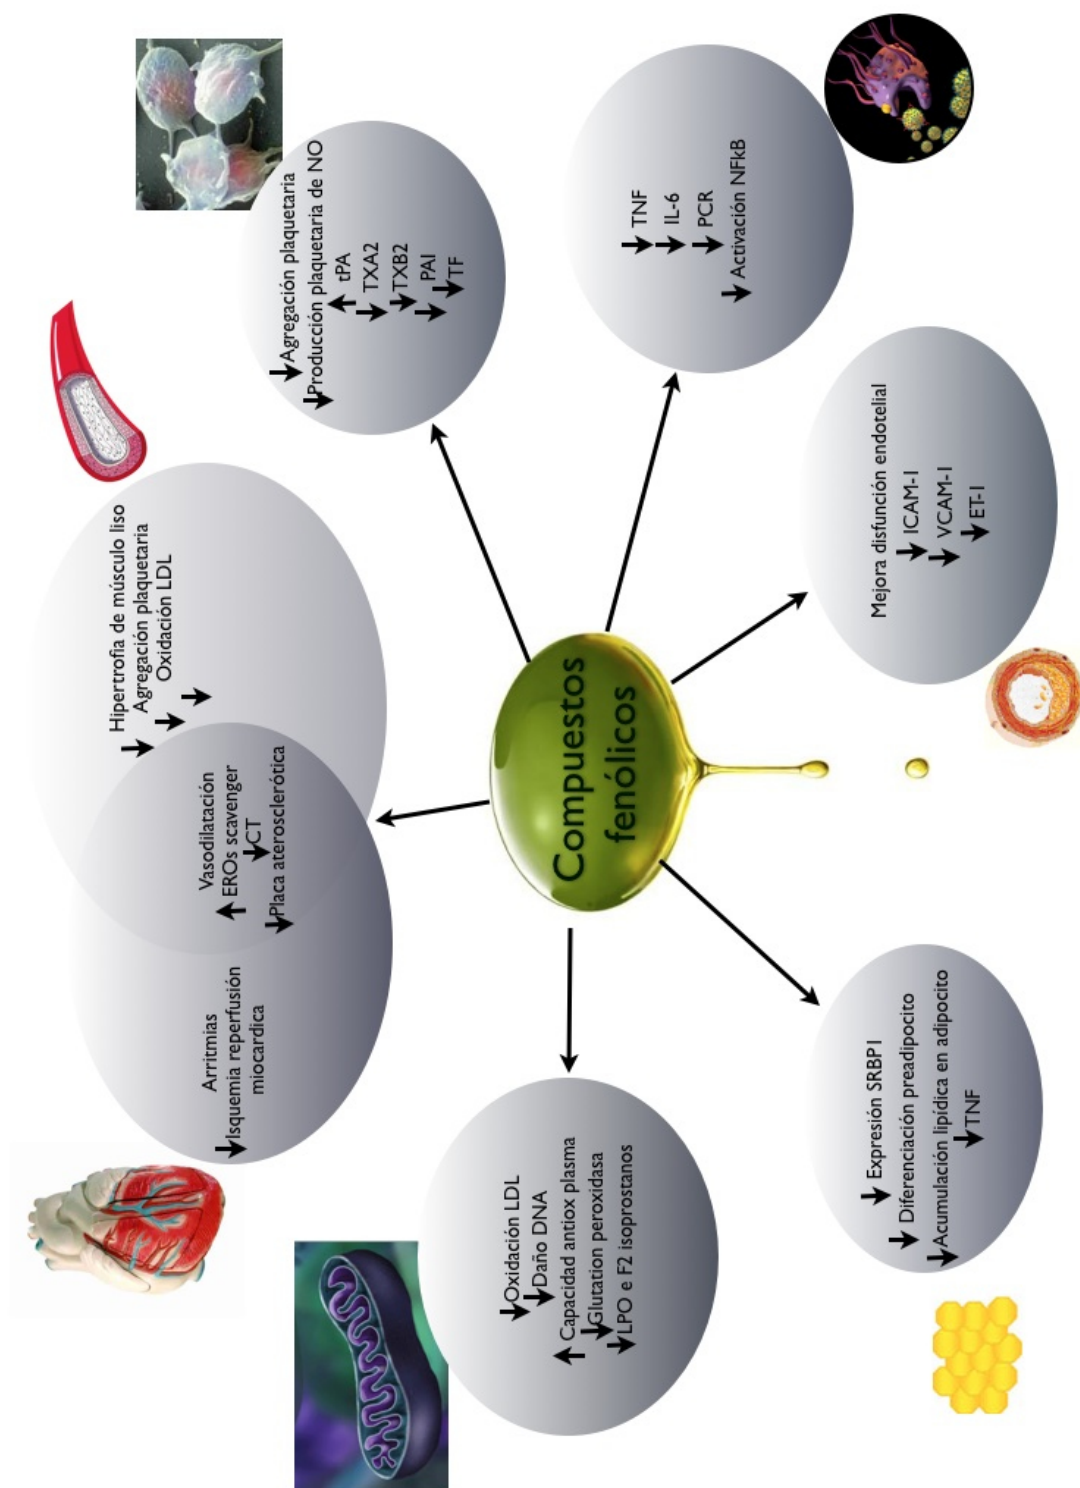 Hipertrofia de músculo liso
Agregación plaquetaria
Oxidación LDL
Arritmias
Isquemia reperfusión
miocardica
Vasodilatación
EROs scavenger
CT
Placa aterosclerótica
Agregación plaquetaria
Producción plaquetaria de NO
tPA
TXA2
TXB2
PAI
TF
Oxidación LDL
Daño DNA
Capacidad antiox plasma
Glutation peroxidasa
LPO e F2 isoprostanos
Compuestos
fenólicos
TNF
IL-6
PCR
Activación NFkB
Expresión SRBP1
Diferenciación preadipocito
Acumulación lipídica en adipocito
TNF
Mejora disfunción endotelial
ICAM-1
VCAM-1
ET-1